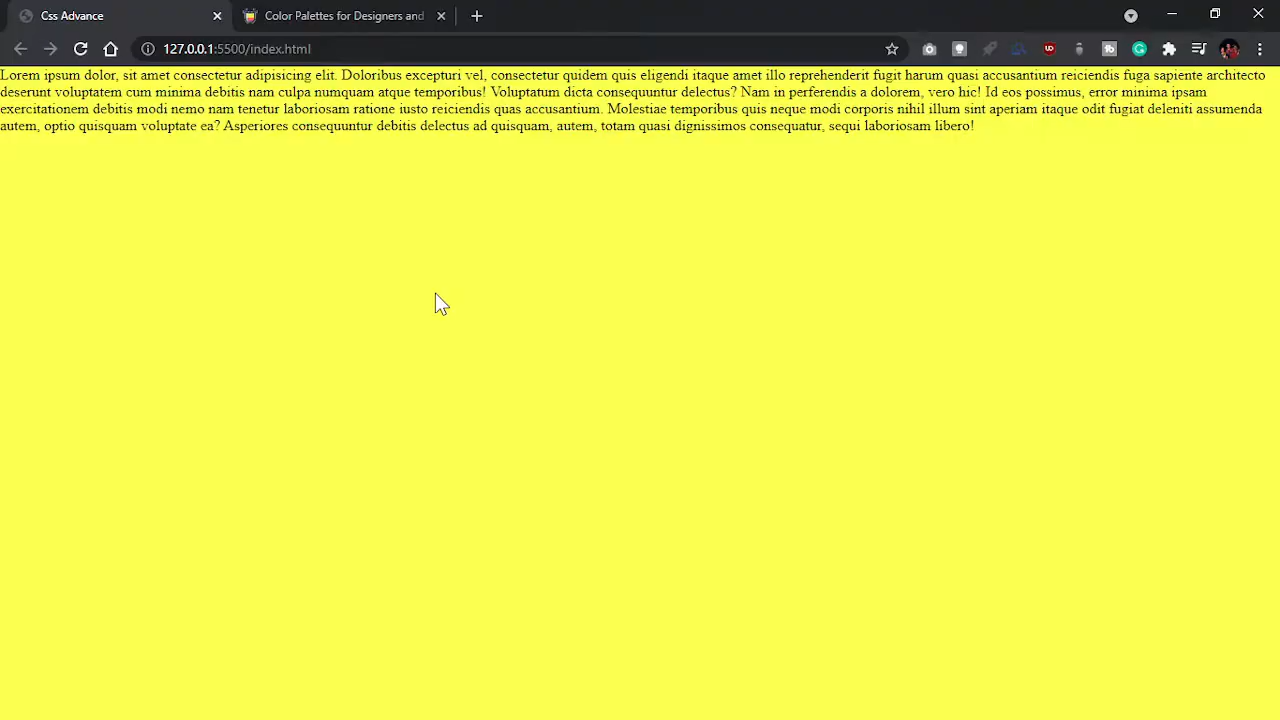 Css Advance
Color Palettes for Designers and
127.0.0.1:5500/index.html
Lorem ipsum dolor, sit amet consectetur adipisicing elit. Doloribus excepturi vel, consectetur quidem quis eligendi itaque amet illo reprehenderit fugit harum quasi accusantium reiciendis fuga sapiente architecto
deserunt voluptatem cum minima debitis nam culpa numquam atque temporibus! Voluptatum dicta consequuntur delectus? Nam in perferendis a dolorem, vero hic! Id eos possimus, error minima ipsam
exercitationem debitis modi nemo nam tenetur laboriosam ratione iusto reiciendis quas accusantium. Molestiae temporibus quis neque modi corporis nihil illum sint aperiam itaque odit fugiat deleniti assumenda
autem, optio quisquam voluptate ea? Asperiores consequuntur debitis delectus ad quisquam, autem, totam quasi dignissimos consequatur, sequi laboriosam libero!